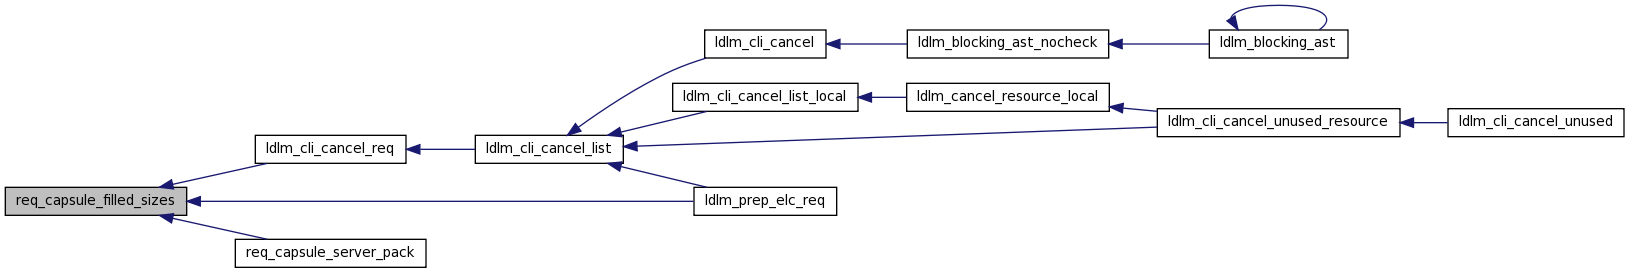 ldlm_cli_cancel
ldlm_blocking_ast_nocheck
ldlm_blocking_ast
ldlm_cli_cancel_list_local
ldlm_cancel_resource_local
ldlm_cli_cancel_unused_resource
ldlm_cli_cancel_unused
ldlm_cli_cancel_req
ldlm_cli_cancel_list
req_capsule_filled_sizes
ldlm_prep_elc_req
req_capsule_server_pack